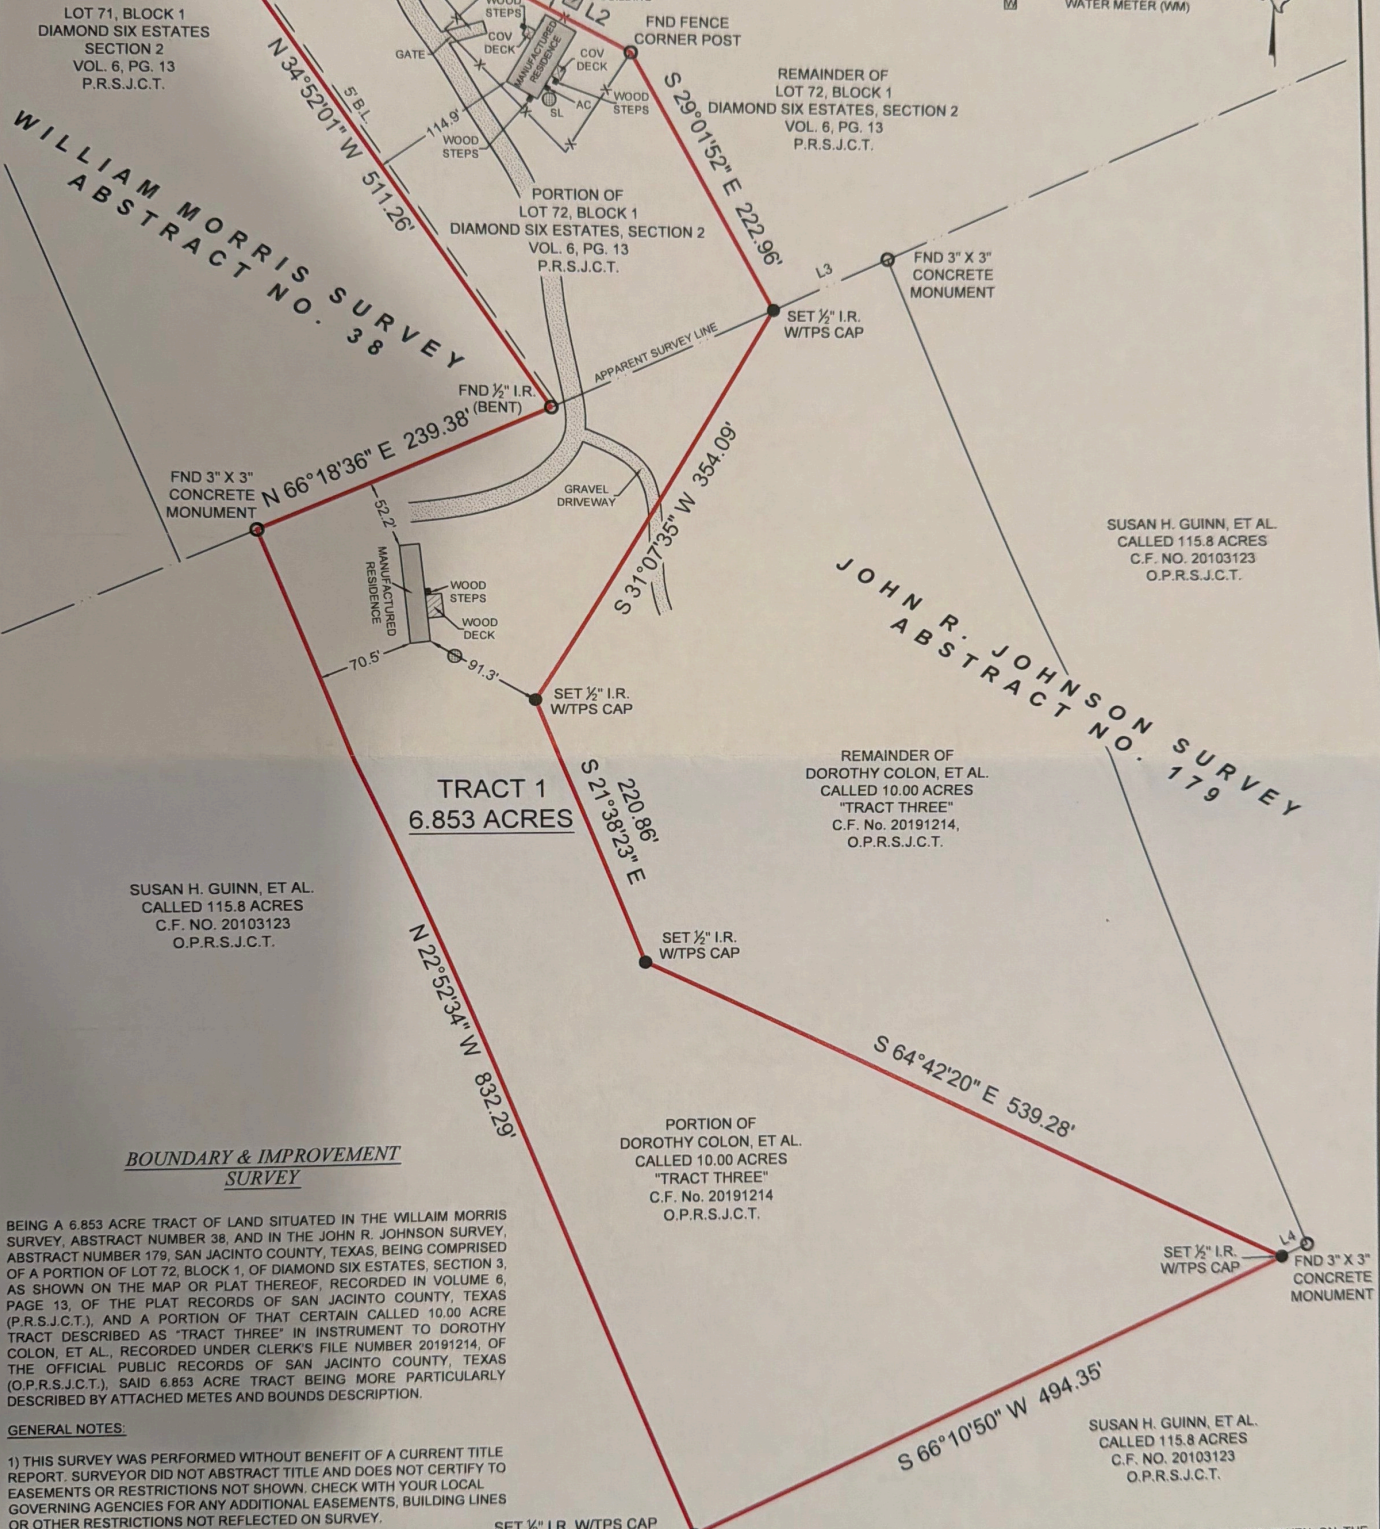 LOT 71, BLOCK 1
DIAMOND SIX ESTATES
SECTION 2
VOL. 6, PG. 13
P.R.S.J.C.T.
N 34°52'01" W 511.26'
5' B.L.
GATE
WOOD
STEPS
COV
DECK
MANUFACTURED
RESIDENCE
L2
COV
DECK
WOOD
STEPS
AC
SL
WOOD
STEPS
114.9'
FND FENCE
CORNER POST
WATER METER (WM)
S 29°01'52" E 222.96'
REMAINDER OF
LOT 72, BLOCK 1
DIAMOND SIX ESTATES, SECTION 2
VOL. 6, PG. 13
P.R.S.J.C.T.
WILLIAM MORRIS SURVEY
ABSTRACT NO. 38
PORTION OF
LOT 72, BLOCK 1
DIAMOND SIX ESTATES, SECTION 2
VOL. 6, PG. 13
P.R.S.J.C.T.
L3
FND 3" X 3"
CONCRETE
MONUMENT
SET ½" I.R.
W/TPS CAP
APPARENT SURVEY LINE
FND ½" I.R.
(BENT)
N 66°18'36" E 239.38'
FND 3" X 3"
CONCRETE
MONUMENT
52.2'
GRAVEL
DRIVEWAY
S 31°07'35" W 354.09'
MANUFACTURED
RESIDENCE
WOOD
STEPS
WOOD
DECK
70.5'
91.3'
SET ½" I.R.
W/TPS CAP
SUSAN H. GUINN, ET AL.
CALLED 115.8 ACRES
C.F. NO. 20103123
O.P.R.S.J.C.T.
JOHN R. JOHNSON SURVEY
ABSTRACT NO. 179
TRACT 1
6.853 ACRES
220.86'
S 21°38'23" E
REMAINDER OF
DOROTHY COLON, ET AL.
CALLED 10.00 ACRES
"TRACT THREE"
C.F. No. 20191214,
O.P.R.S.J.C.T.
SUSAN H. GUINN, ET AL.
CALLED 115.8 ACRES
C.F. NO. 20103123
O.P.R.S.J.C.T.
SET ½" I.R.
W/TPS CAP
N 22°52'34" W 832.29'
S 64°42'20" E 539.28'
PORTION OF
DOROTHY COLON, ET AL.
CALLED 10.00 ACRES
"TRACT THREE"
C.F. No. 20191214
O.P.R.S.J.C.T.
L4
SET ½" I.R.
W/TPS CAP
FND 3" X 3"
CONCRETE
MONUMENT
S 66°10'50" W 494.35'
SUSAN H. GUINN, ET AL.
CALLED 115.8 ACRES
C.F. NO. 20103123
O.P.R.S.J.C.T.
BOUNDARY & IMPROVEMENT
SURVEY
BEING A 6.853 ACRE TRACT OF LAND SITUATED IN THE WILLAIM MORRIS
SURVEY, ABSTRACT NUMBER 38, AND IN THE JOHN R. JOHNSON SURVEY,
ABSTRACT NUMBER 179, SAN JACINTO COUNTY, TEXAS, BEING COMPRISED
OF A PORTION OF LOT 72, BLOCK 1, OF DIAMOND SIX ESTATES, SECTION 3,
AS SHOWN ON THE MAP OR PLAT THEREOF, RECORDED IN VOLUME 6,
PAGE 13, OF THE PLAT RECORDS OF SAN JACINTO COUNTY, TEXAS
(P.R.S.J.C.T.), AND A PORTION OF THAT CERTAIN CALLED 10.00 ACRE
TRACT DESCRIBED AS "TRACT THREE" IN INSTRUMENT TO DOROTHY
COLON, ET AL., RECORDED UNDER CLERK'S FILE NUMBER 20191214, OF
THE OFFICIAL PUBLIC RECORDS OF SAN JACINTO COUNTY, TEXAS
(O.P.R.S.J.C.T.), SAID 6.853 ACRE TRACT BEING MORE PARTICULARLY
DESCRIBED BY ATTACHED METES AND BOUNDS DESCRIPTION.
GENERAL NOTES:
1) THIS SURVEY WAS PERFORMED WITHOUT BENEFIT OF A CURRENT TITLE
REPORT. SURVEYOR DID NOT ABSTRACT TITLE AND DOES NOT CERTIFY TO
EASEMENTS OR RESTRICTIONS NOT SHOWN. CHECK WITH YOUR LOCAL
GOVERNING AGENCIES FOR ANY ADDITIONAL EASEMENTS, BUILDING LINES
OR OTHER RESTRICTIONS NOT REFLECTED ON SURVEY.
SET ½" I.R. W/TPS CAP